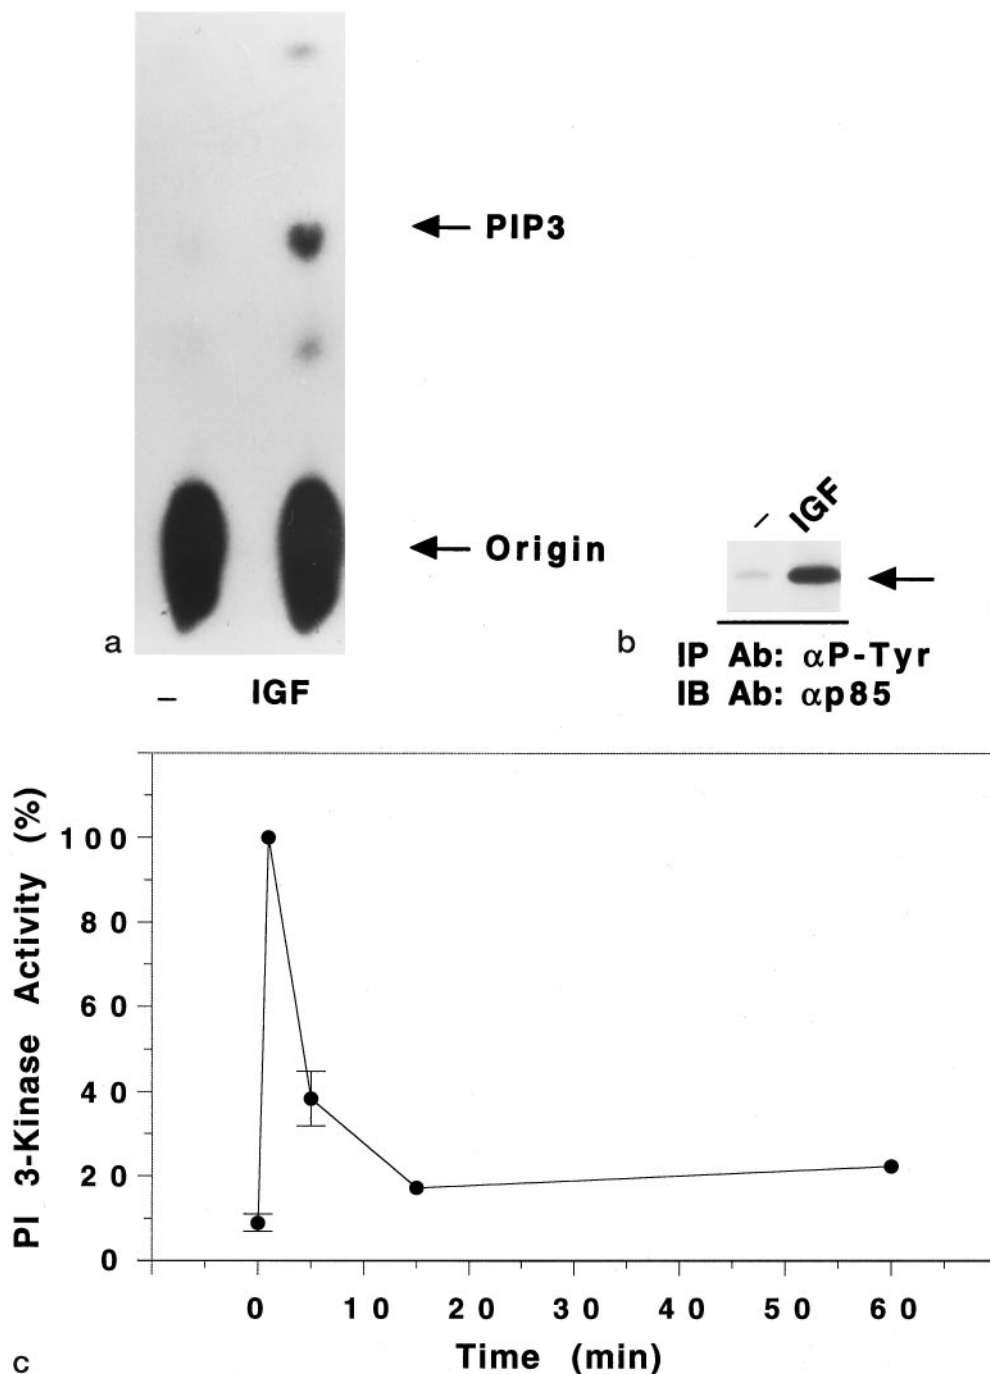 PIP3
Origin
a
– IGF
– IGF
b
IP Ab: αP-Tyr
IB Ab: αp85
PI 3-Kinase Activity (%)
100
80
60
40
20
0
0 10 20 30 40 50 60
Time (min)
c